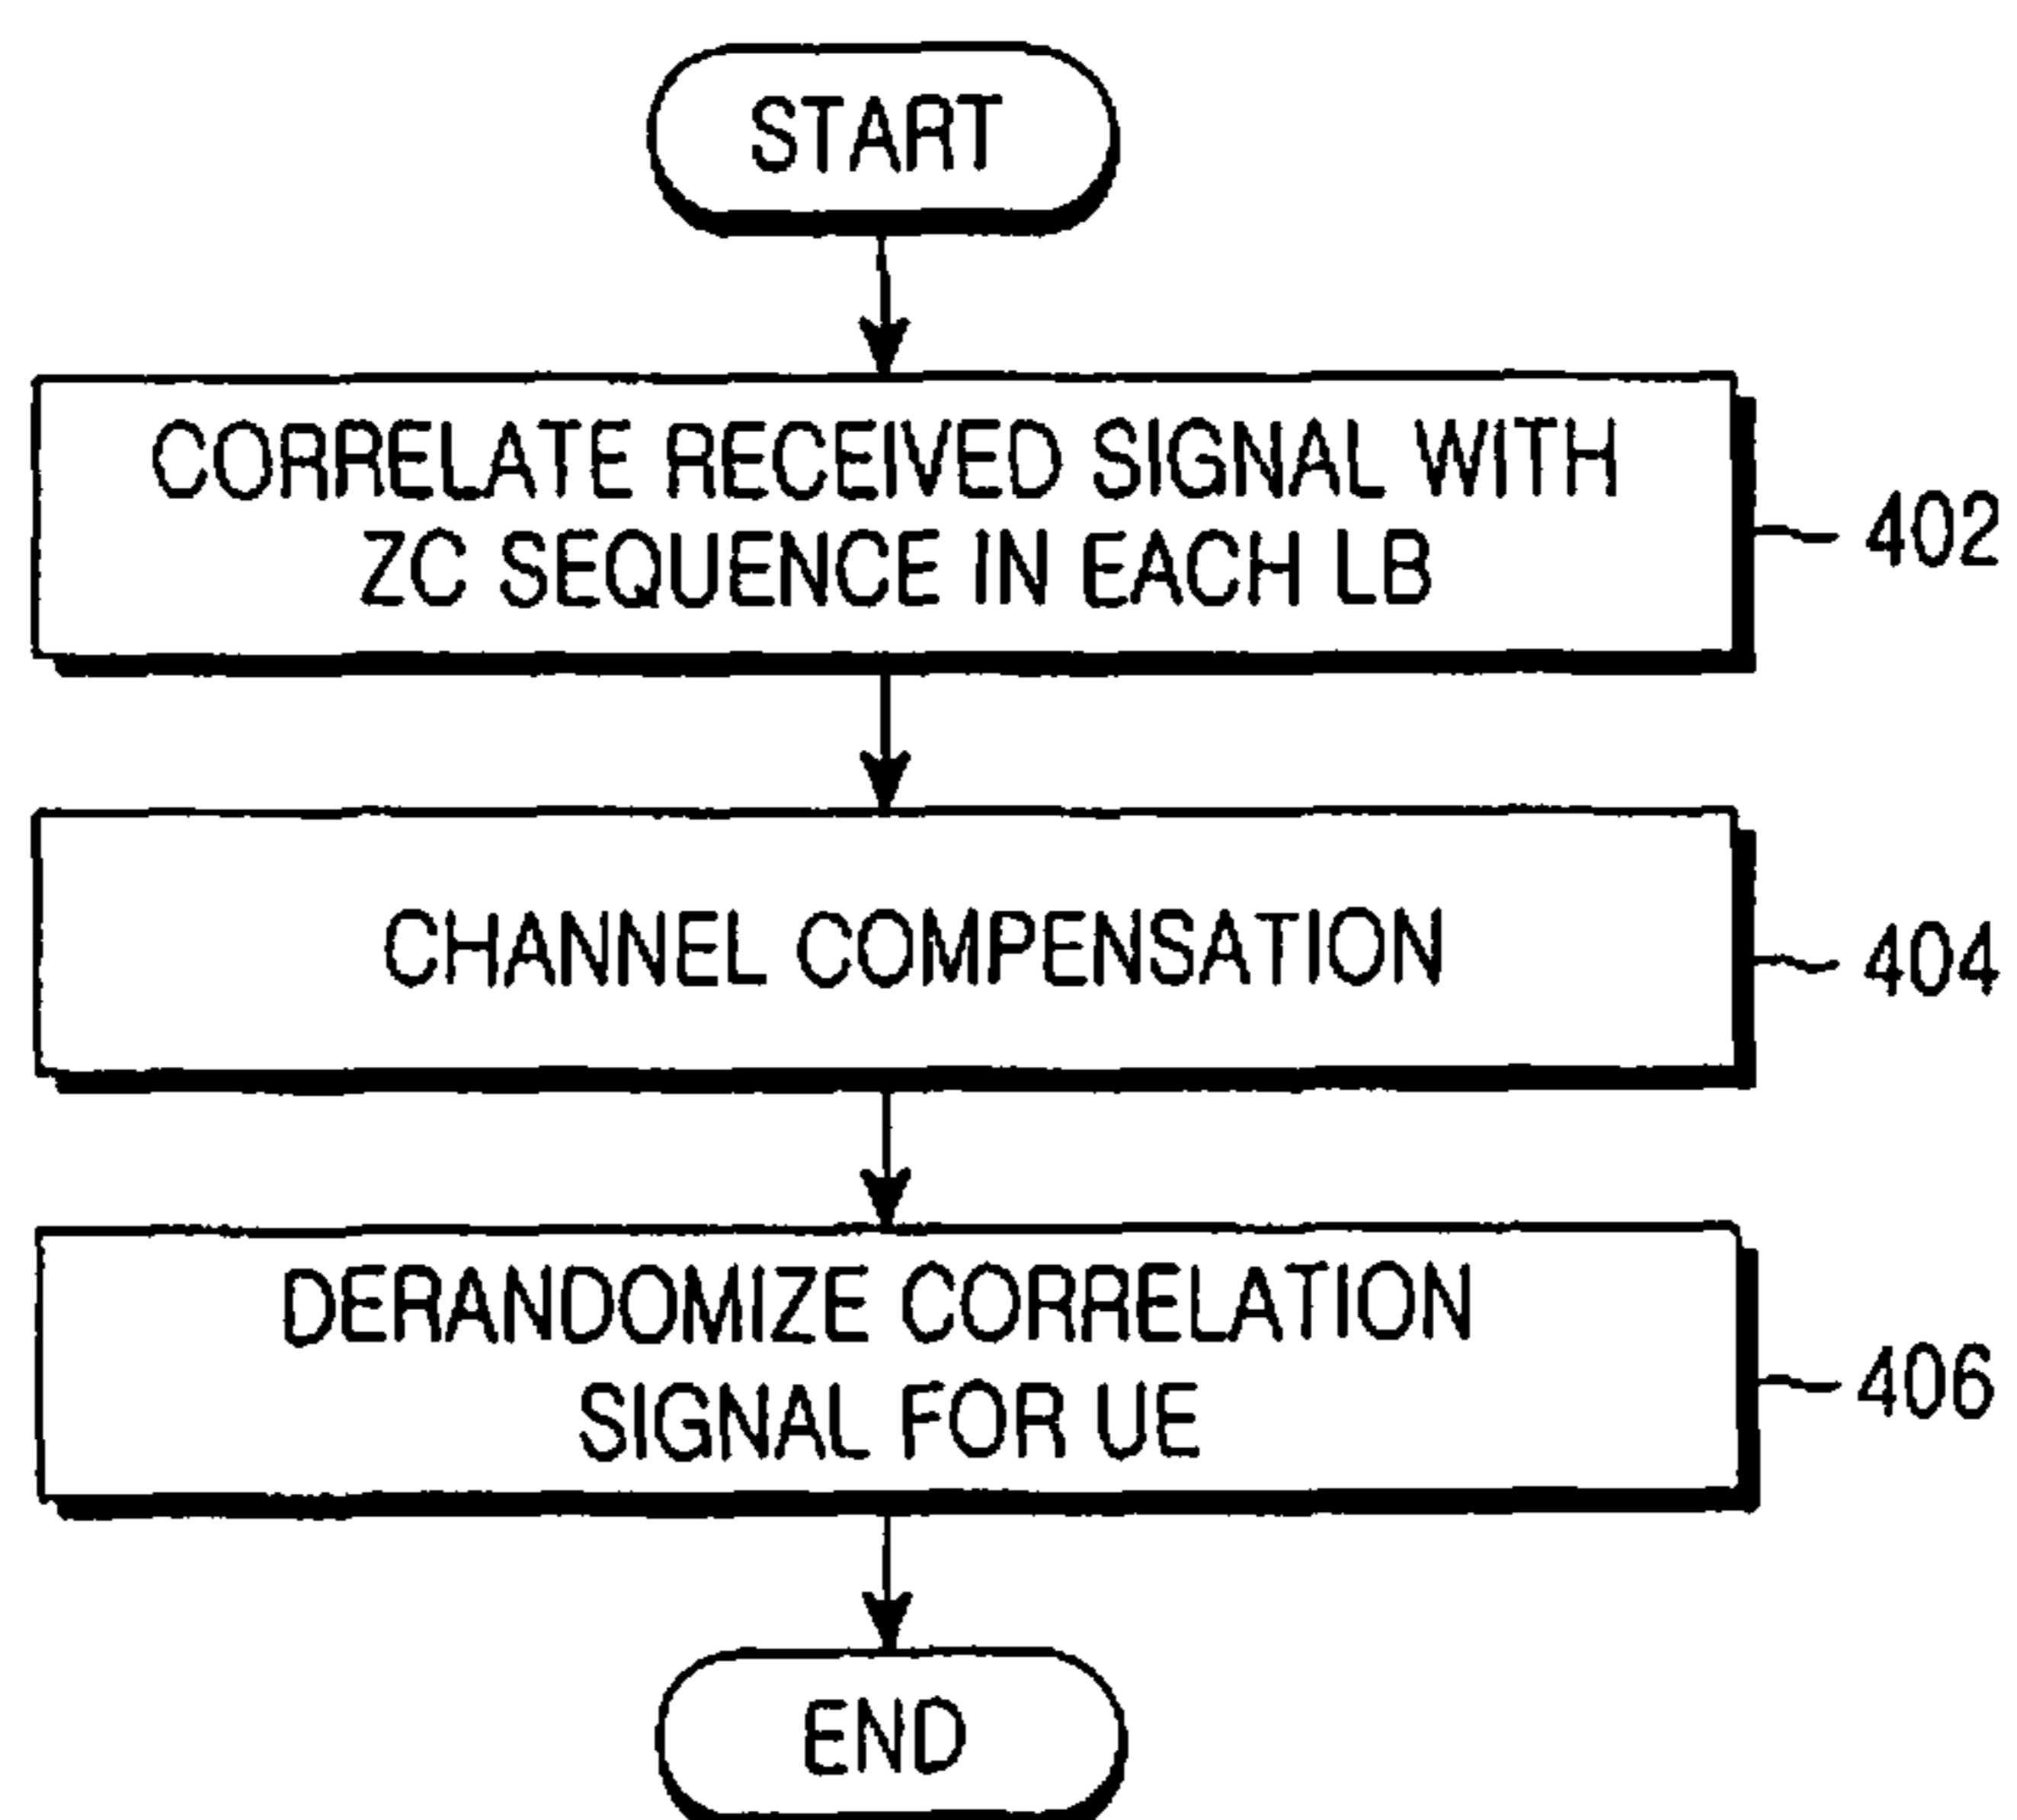 START
CORRELATE RECEIVED SIGNAL WITH
ZC SEQUENCE IN EACH LB
402
CHANNEL COMPENSATION
404
DERANDOMIZE CORRELATION
SIGNAL FOR UE
406
END